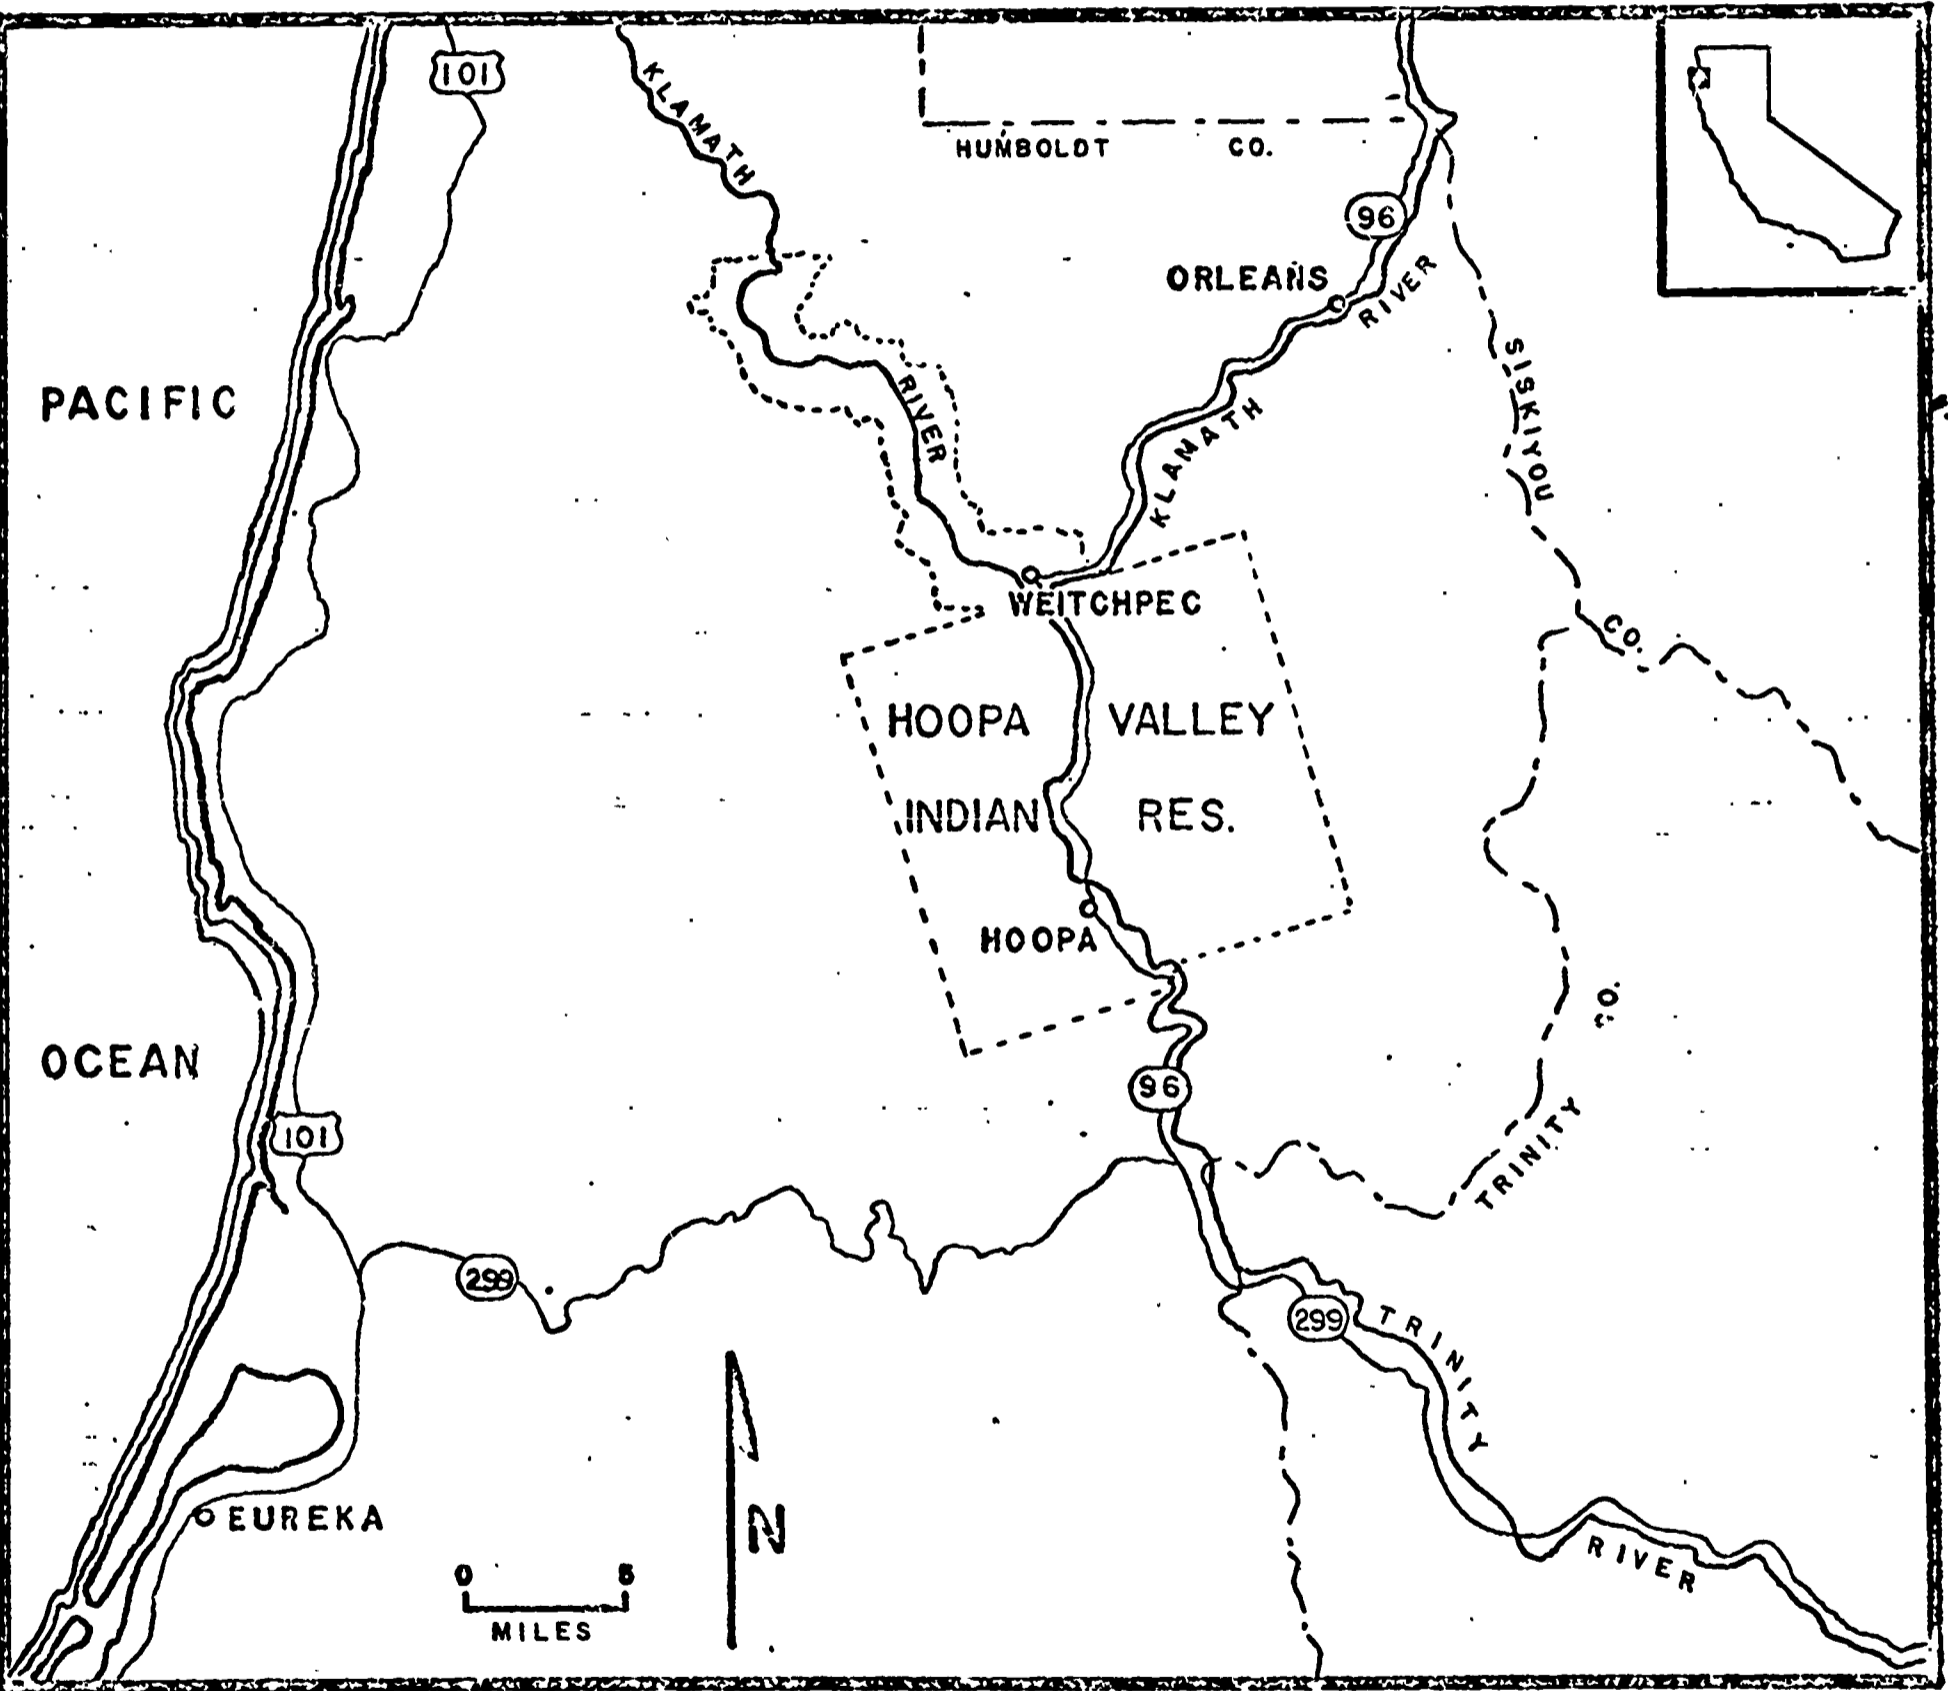 101
KLAMATH
HUMBOLDT CO.
96
ORLEANS
RIVER
SISKIYOU
PACIFIC
RIVER
KLAMATH
WEITCHPEC
CO.
HOOPA VALLEY
INDIAN RES.
HOOPA
CO.
OCEAN
96
101
TRINITY
299
299
TRINITY
EUREKA
N
RIVER
0 5
MILES